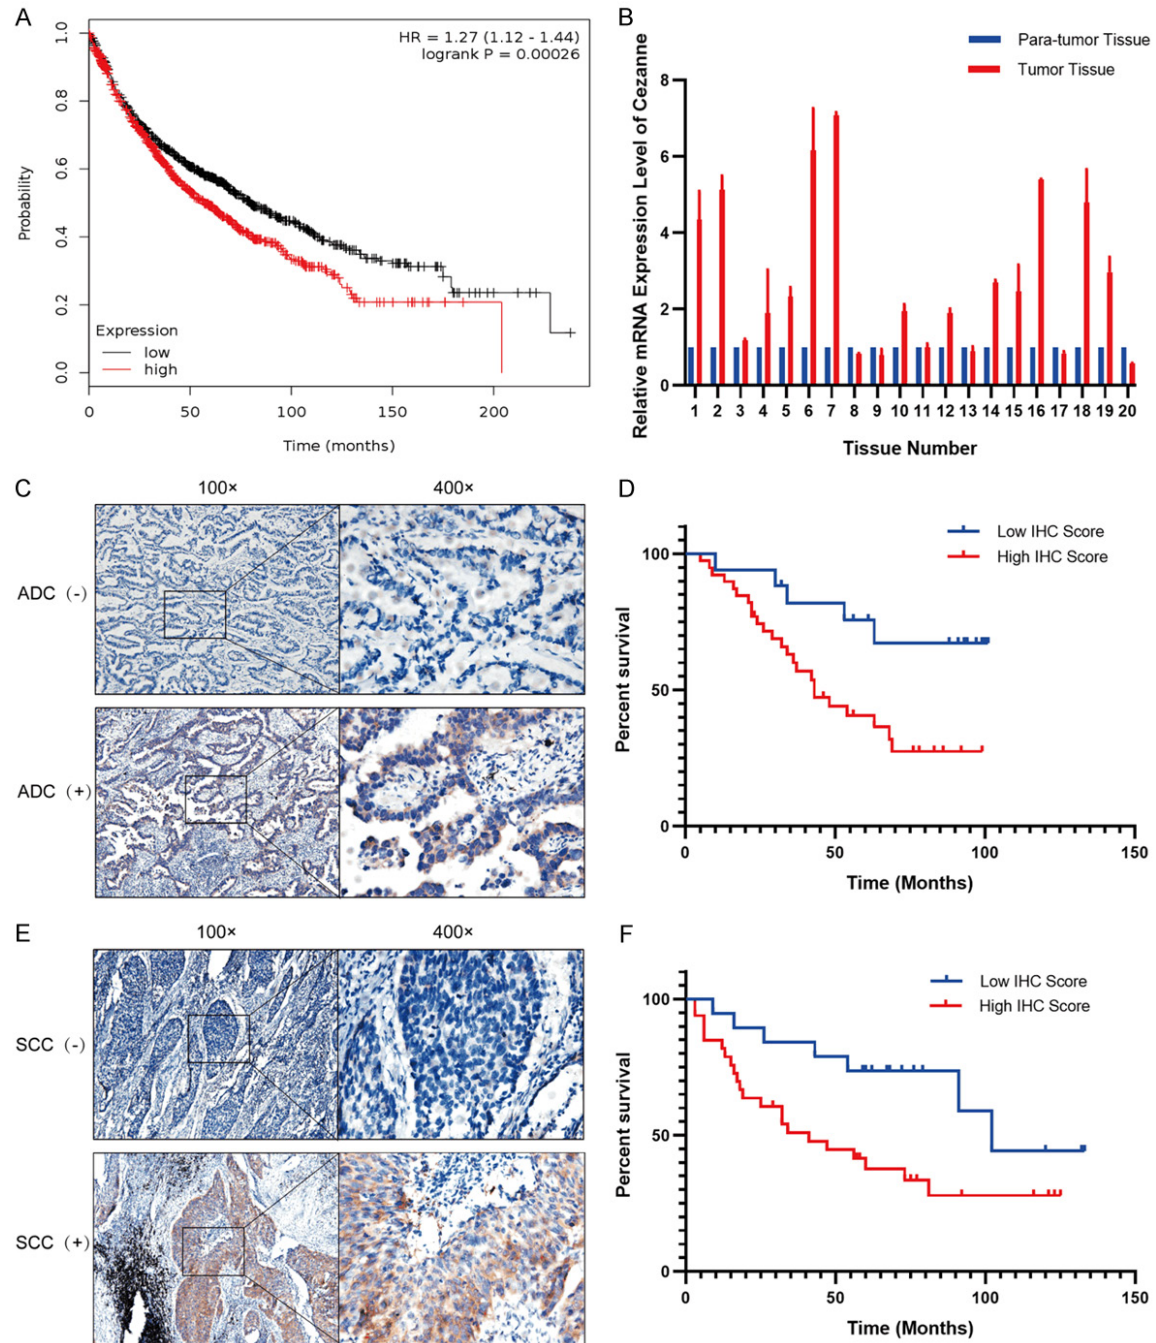 A
HR = 1.27 (1.12 - 1.44)
logrank P = 0.00026
Probability
1.0
0.8
0.6
0.4
0.2
0.0
Expression
low
high
0 50 100 150 200
Time (months)
B
Para-tumor Tissue
Tumor Tissue
Relative mRNA Expression Level of Cezanne
8
6
4
2
0
1 2 3 4 5 6 7 8 9 10 11 12 13 14 15 16 17 18 19 20
Tissue Number
C
100× 400×
ADC (-)
ADC (+)
D
Low IHC Score
High IHC Score
Percent survival
100
50
0
0 50 100 150
Time (Months)
E
100× 400×
SCC (-)
SCC (+)
F
Low IHC Score
High IHC Score
Percent survival
100
50
0
0 50 100 150
Time (Months)